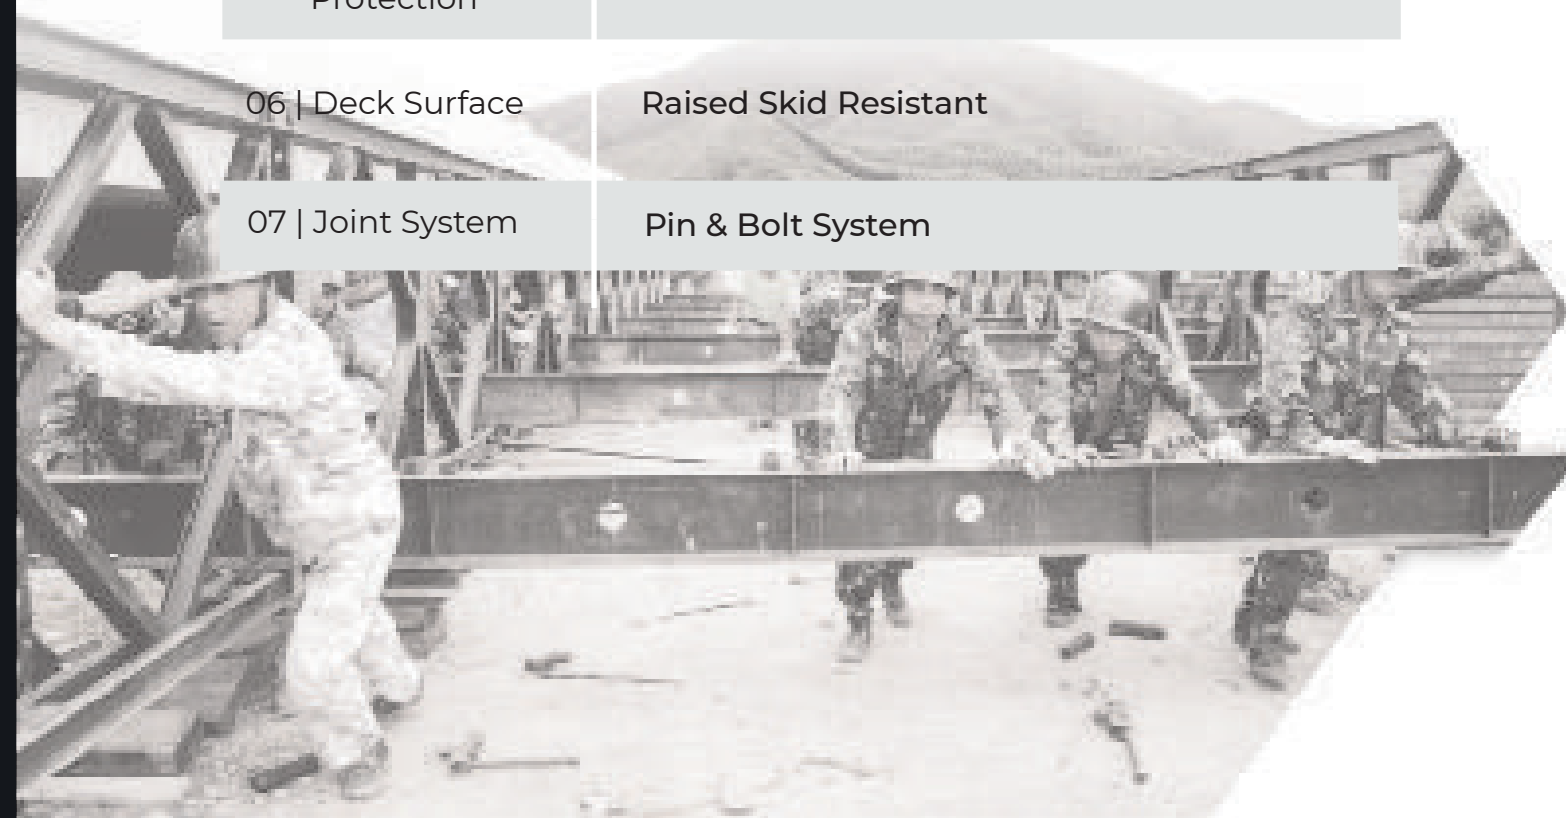 Protection
06 | Deck Surface
Raised Skid Resistant
07 | Joint System
Pin & Bolt System